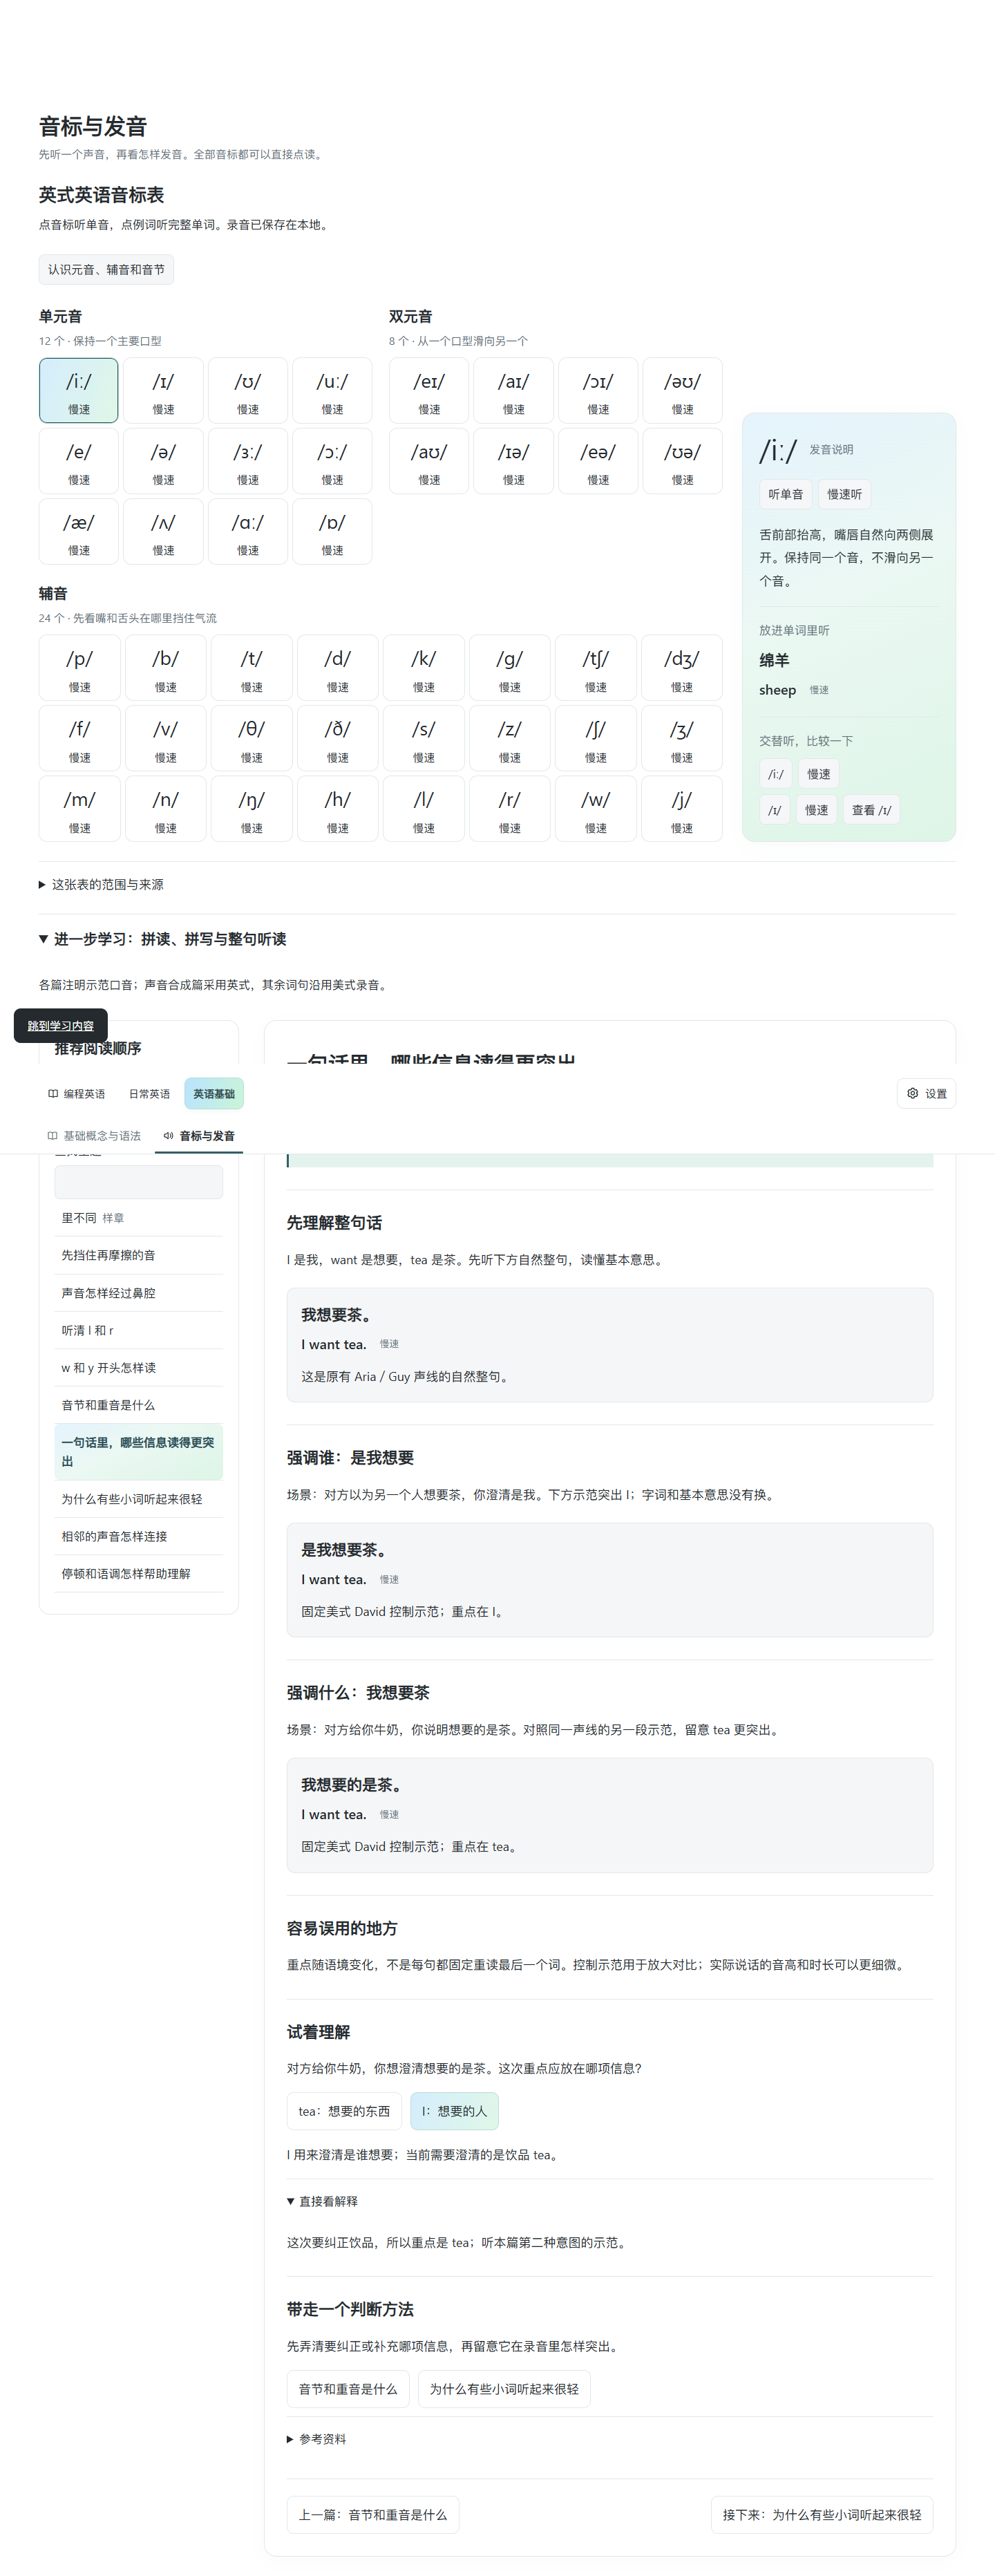 音标与发音
先听一个声音，再看怎样发音。全部音标都可以直接点读。
英式英语音标表
点音标听单音，点例词听完整单词。录音已保存在本地。
认识元音、辅音和音节
单元音
12 个 · 保持一个主要口型
/iː/ /ɪ/ /ʊ/ /uː/
慢速 慢速 慢速 慢速
/e/ /ə/ /ɜː/ /ɔː/
慢速 慢速 慢速 慢速
/æ/ /ʌ/ /ɑː/ /ɒ/
慢速 慢速 慢速 慢速
双元音
8 个 · 从一个口型滑向另一个
/eɪ/ /aɪ/ /ɔɪ/ /əʊ/
慢速 慢速 慢速 慢速
/aʊ/ /ɪə/ /eə/ /ʊə/
慢速 慢速 慢速 慢速
辅音
24 个 · 先看嘴和舌头在哪里挡住气流
/p/ /b/ /t/ /d/ /k/ /g/ /tʃ/ /dʒ/
慢速 慢速 慢速 慢速 慢速 慢速 慢速 慢速
/f/ /v/ /θ/ /ð/ /s/ /z/ /ʃ/ /ʒ/
慢速 慢速 慢速 慢速 慢速 慢速 慢速 慢速
/m/ /n/ /ŋ/ /h/ /l/ /r/ /w/ /j/
慢速 慢速 慢速 慢速 慢速 慢速 慢速 慢速
/iː/ 发音说明
听单音 慢速听
舌前部抬高，嘴唇自然向两侧展
开。保持同一个音，不滑向另一
个音。
放进单词里听
绵羊
sheep 慢速
交替听，比较一下
/iː/ 慢速
/ɪ/ 慢速 查看 /ɪ/
这张表的范围与来源
进一步学习：拼读、拼写与整句听读
各篇注明示范口音；声音合成篇采用英式，其余词句沿用美式录音。
跳到学习内容
推荐阅读顺序
一句话里，哪些信息读得更突出
编程英语 日常英语 英语基础 设置
基础概念与语法 音标与发音
里不同 样章
先挡住再摩擦的音
声音怎样经过鼻腔
听清 l 和 r
w 和 y 开头怎样读
音节和重音是什么
一句话里，哪些信息读得更突
出
为什么有些小词听起来很轻
相邻的声音怎样连接
停顿和语调怎样帮助理解
先理解整句话
I 是我，want 是想要，tea 是茶。先听下方自然整句，读懂基本意思。
我想要茶。
I want tea. 慢速
这是原有 Aria / Guy 声线的自然整句。
强调谁：是我想要
场景：对方以为另一个人想要茶，你澄清是我。下方示范突出 I；字词和基本意思没有换。
是我想要茶。
I want tea. 慢速
固定美式 David 控制示范；重点在 I。
强调什么：我想要茶
场景：对方给你牛奶，你说明想要的是茶。对照同一声线的另一段示范，留意 tea 更突出。
我想要的是茶。
I want tea. 慢速
固定美式 David 控制示范；重点在 tea。
容易误用的地方
重点随语境变化，不是每句都固定重读最后一个词。控制示范用于放大对比；实际说话的音高和时长可以更细微。
试着理解
对方给你牛奶，你想澄清想要的是茶。这次重点应放在哪项信息？
tea：想要的东西 I：想要的人
I 用来澄清是谁想要；当前需要澄清的是饮品 tea。
直接看解释
这次要纠正饮品，所以重点是 tea；听本篇第二种意图的示范。
带走一个判断方法
先弄清要纠正或补充哪项信息，再留意它在录音里怎样突出。
音节和重音是什么 为什么有些小词听起来很轻
参考资料
上一篇：音节和重音是什么 接下来：为什么有些小词听起来很轻